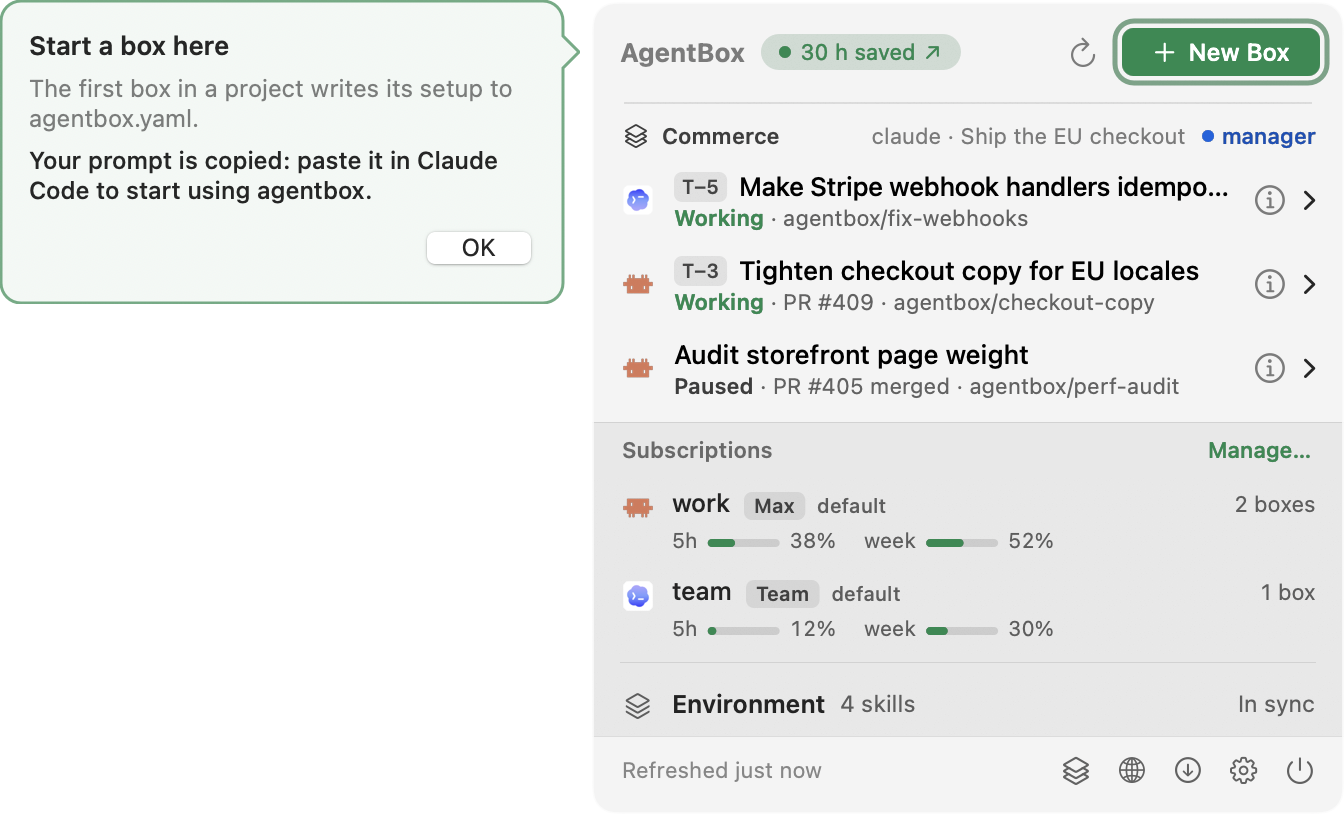 Start a box here
The first box in a project writes its setup to
agentbox.yaml.
Your prompt is copied: paste it in Claude
Code to start using agentbox.
OK
AgentBox
30 h saved ↗
+ New Box
Commerce
claude · Ship the EU checkout
manager
T–5 Make Stripe webhook handlers idempo...
Working · agentbox/fix-webhooks
T–3 Tighten checkout copy for EU locales
Working · PR #409 · agentbox/checkout-copy
Audit storefront page weight
Paused · PR #405 merged · agentbox/perf-audit
Subscriptions
Manage...
work Max default
2 boxes
5h 38% week 52%
team Team default
1 box
5h 12% week 30%
Environment 4 skills
In sync
Refreshed just now